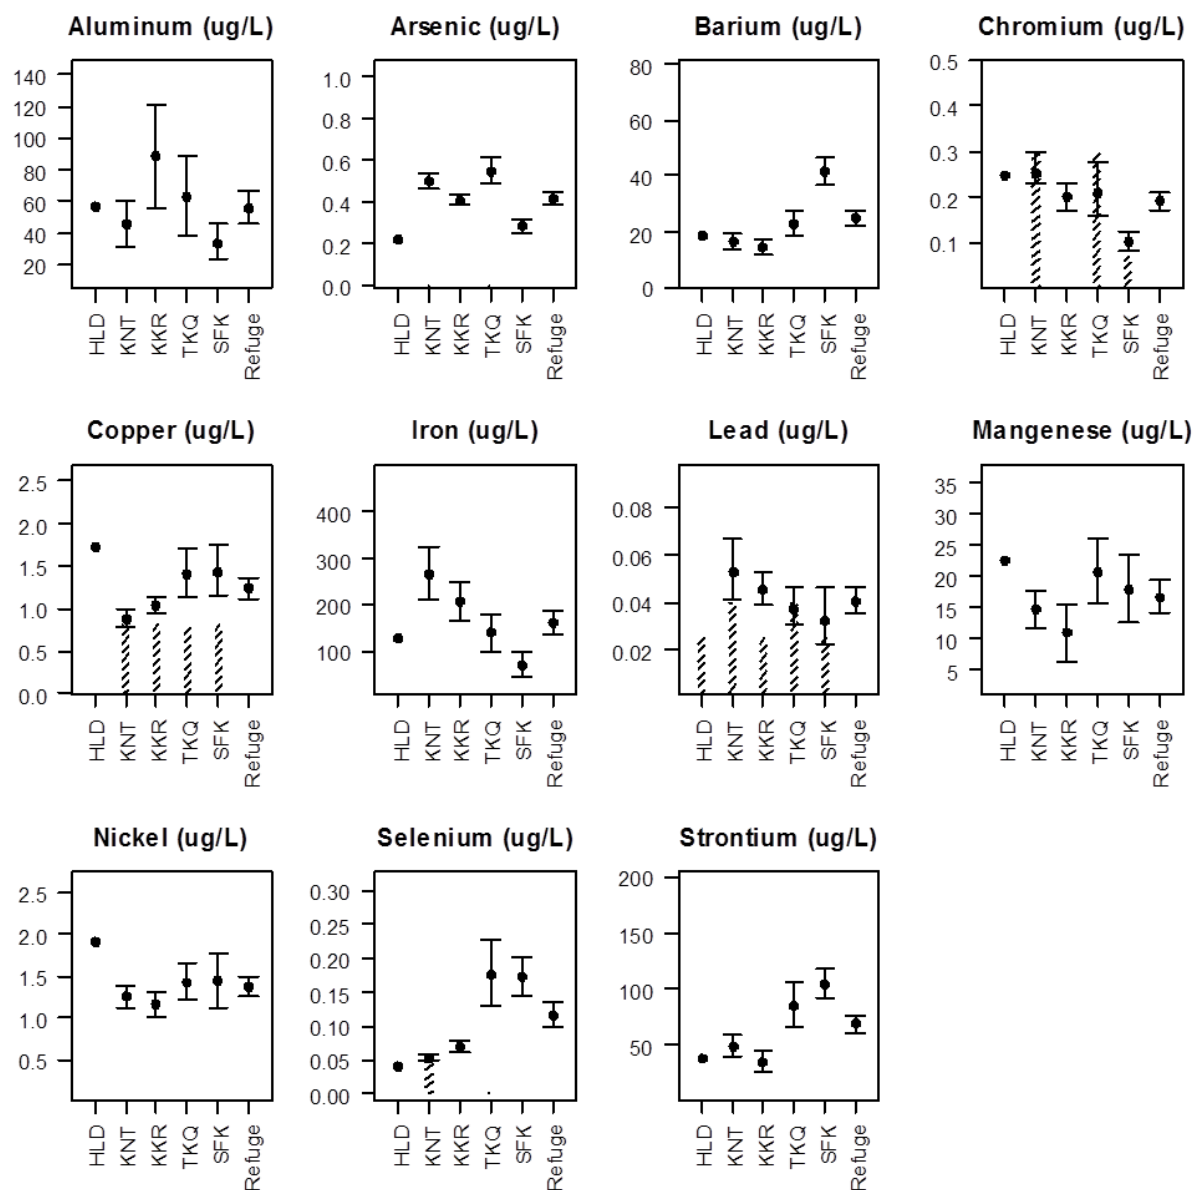 Aluminum (ug/L)
140
120
100
80
60
40
20
HLD
KNT
KKR
TKQ
SFK
Refuge
Arsenic (ug/L)
1.0
0.8
0.6
0.4
0.2
0.0
HLD
KNT
KKR
TKQ
SFK
Refuge
Barium (ug/L)
80
60
40
20
0
HLD
KNT
KKR
TKQ
SFK
Refuge
Chromium (ug/L)
0.5
0.4
0.3
0.2
0.1
HLD
KNT
KKR
TKQ
SFK
Refuge
Copper (ug/L)
2.5
2.0
1.5
1.0
0.5
0.0
HLD
KNT
KKR
TKQ
SFK
Refuge
Iron (ug/L)
400
300
200
100
HLD
KNT
KKR
TKQ
SFK
Refuge
Lead (ug/L)
0.08
0.06
0.04
0.02
HLD
KNT
KKR
TKQ
SFK
Refuge
Mangenese (ug/L)
35
30
25
20
15
10
5
HLD
KNT
KKR
TKQ
SFK
Refuge
Nickel (ug/L)
2.5
2.0
1.5
1.0
0.5
HLD
KNT
KKR
TKQ
SFK
Refuge
Selenium (ug/L)
0.30
0.25
0.20
0.15
0.10
0.05
0.00
HLD
KNT
KKR
TKQ
SFK
Refuge
Strontium (ug/L)
200
150
100
50
HLD
KNT
KKR
TKQ
SFK
Refuge